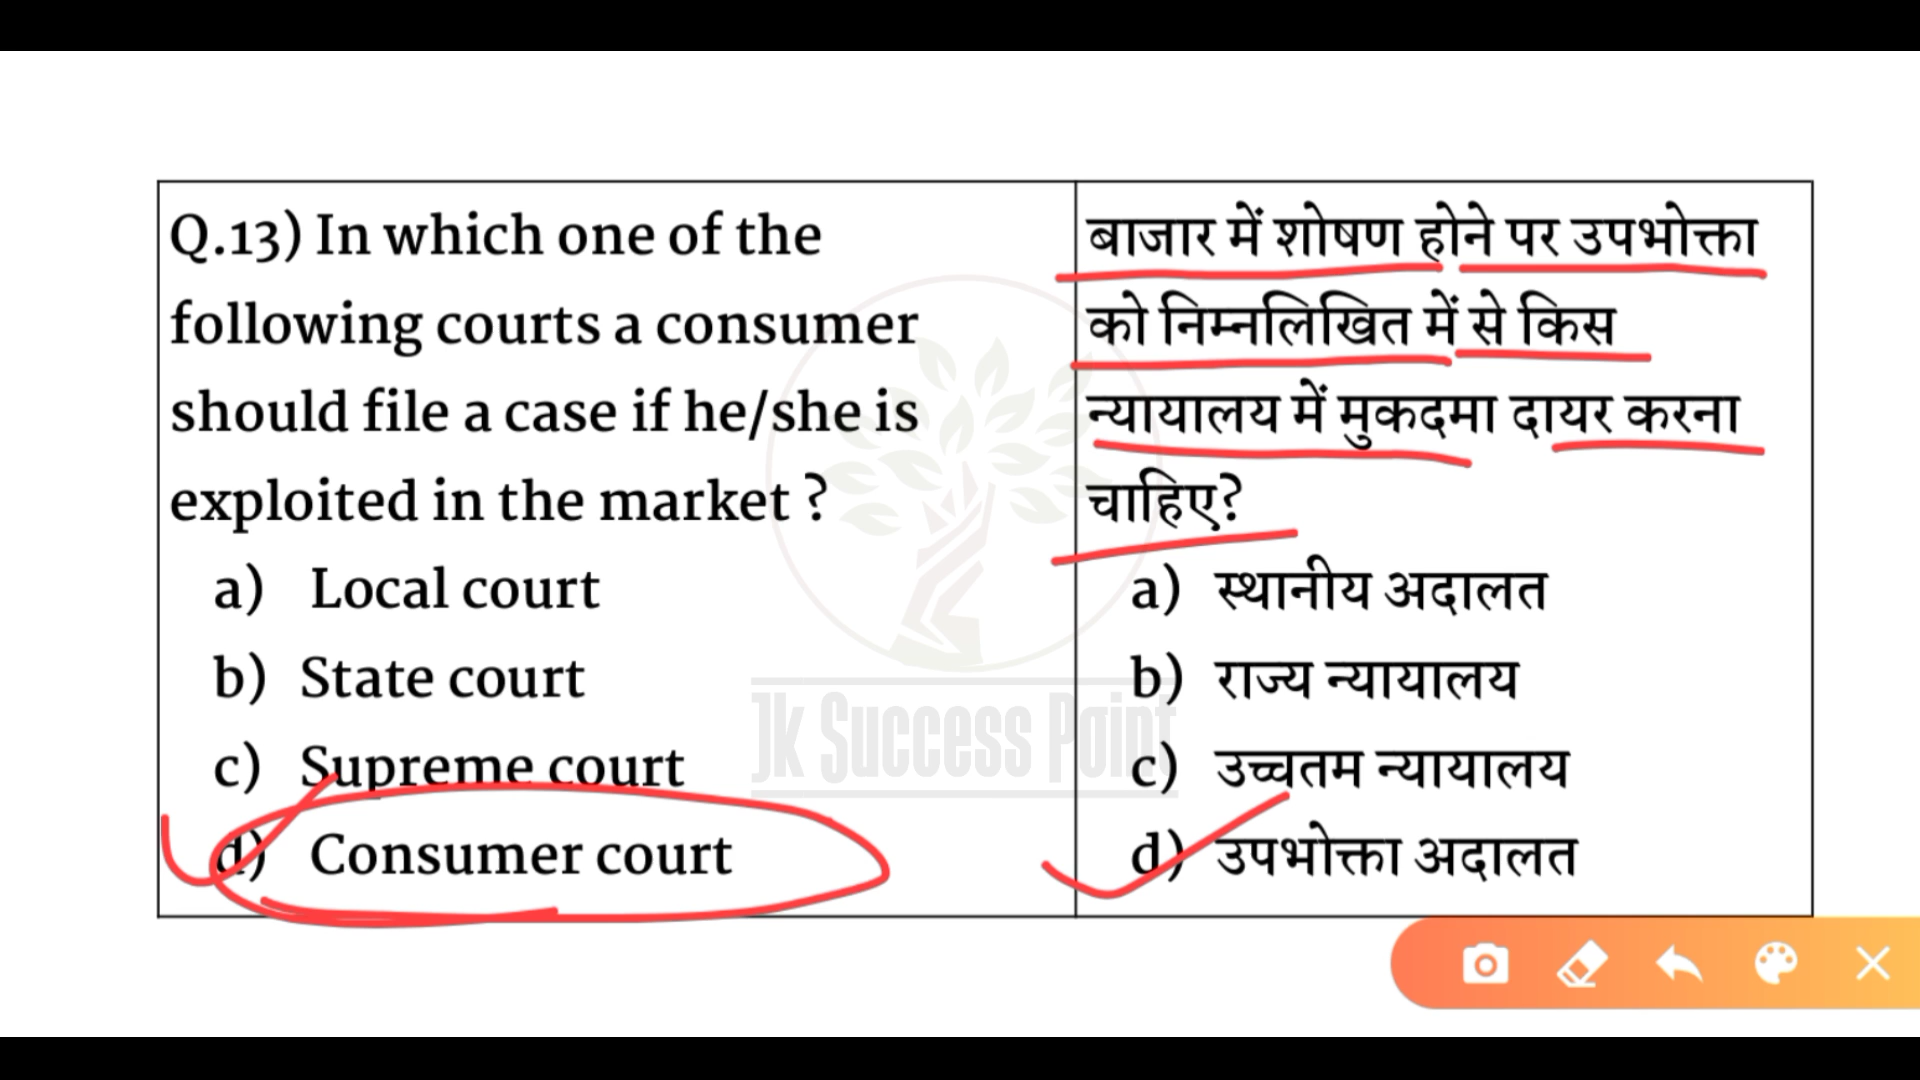 Q.13) In which one of the
following courts a consumer
should file a case if he/she is
exploited in the market ?
a) Local court
b) State court
c) Supreme court
d) Consumer court
बाजार में शोषण होने पर उपभोक्ता
को निम्नलिखित में से किस
न्यायालय में मुकदमा दायर करना
चाहिए?
a) स्थानीय अदालत
b) राज्य न्यायालय
c) उच्चतम न्यायालय
d) उपभोक्ता अदालत
Jk Success Point